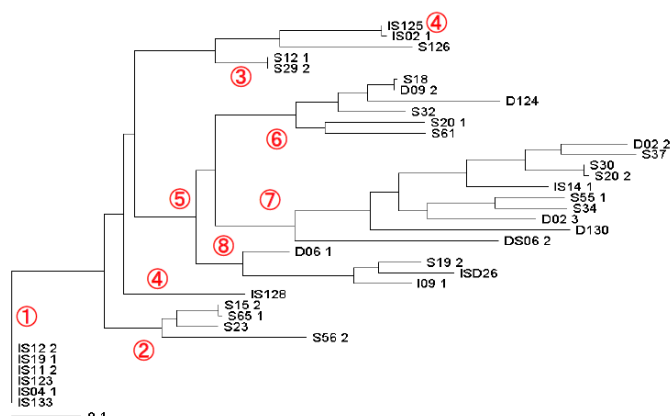 IS125 ④
IS02 1
S126
S12 1
③ S29 2
S18
D09 2
D124
S32
S20 1
⑥ S61
D02 2
S37
S30
S20 2
IS14 1
⑤ ⑦ S55 1
S34
D02 3
D130
DS06 2
⑧ D06 1
S19 2
ISD26
④ I09 1
IS128
S15 2
① S65 1
S23
② S56 2
IS12 2
IS19 1
IS11 2
IS123
IS04 1
IS133
0.1